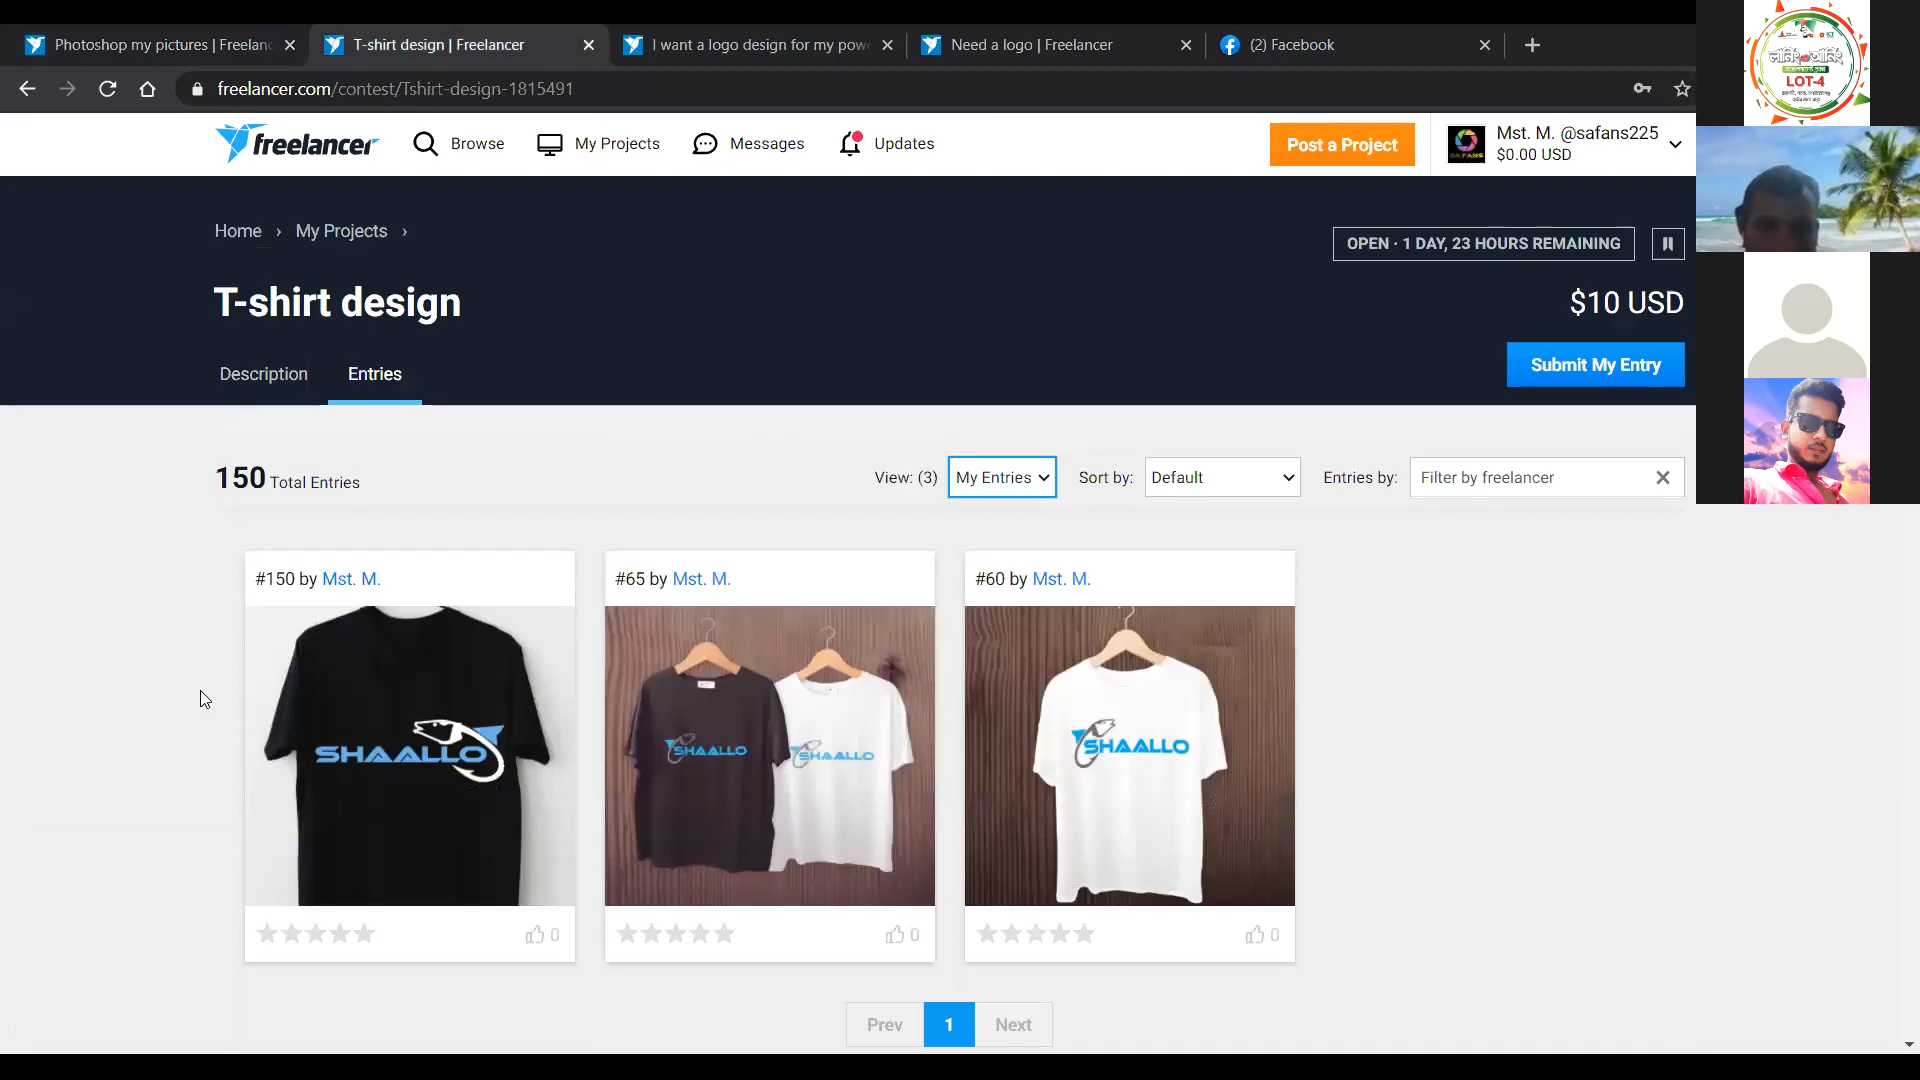 Photoshop my pictures | Freelanc
T-shirt design | Freelancer
I want a logo design for my pow
Need a logo | Freelancer
(2) Facebook
freelancer.com/contest/Tshirt-design-1815491
freelancer
Browse
My Projects
Messages
Updates
Post a Project
Mst. M. @safans225
$0.00 USD
লার্নিং আর্নিং
LOT-4
Home › My Projects ›
OPEN · 1 DAY, 23 HOURS REMAINING
T-shirt design
$10 USD
Description
Entries
Submit My Entry
150 Total Entries
View: (3)
My Entries
Sort by:
Default
Entries by:
Filter by freelancer
#150 by Mst. M.
#65 by Mst. M.
#60 by Mst. M.
SHAALLO
SHAALLO
SHAALLO
SHAALLO
0
0
0
Prev
1
Next